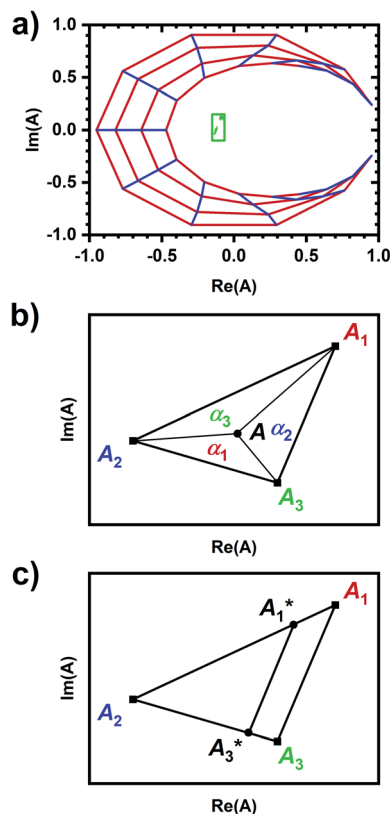 a)
1.0
0.5
0.0
-0.5
-1.0
Im(A)
-1.0 -0.5 0.0 0.5 1.0
Re(A)
b)
A1
α3
A α2
A2
α1
A3
Im(A)
Re(A)
c)
A1*
A1
A2
A3*
A3
Im(A)
Re(A)